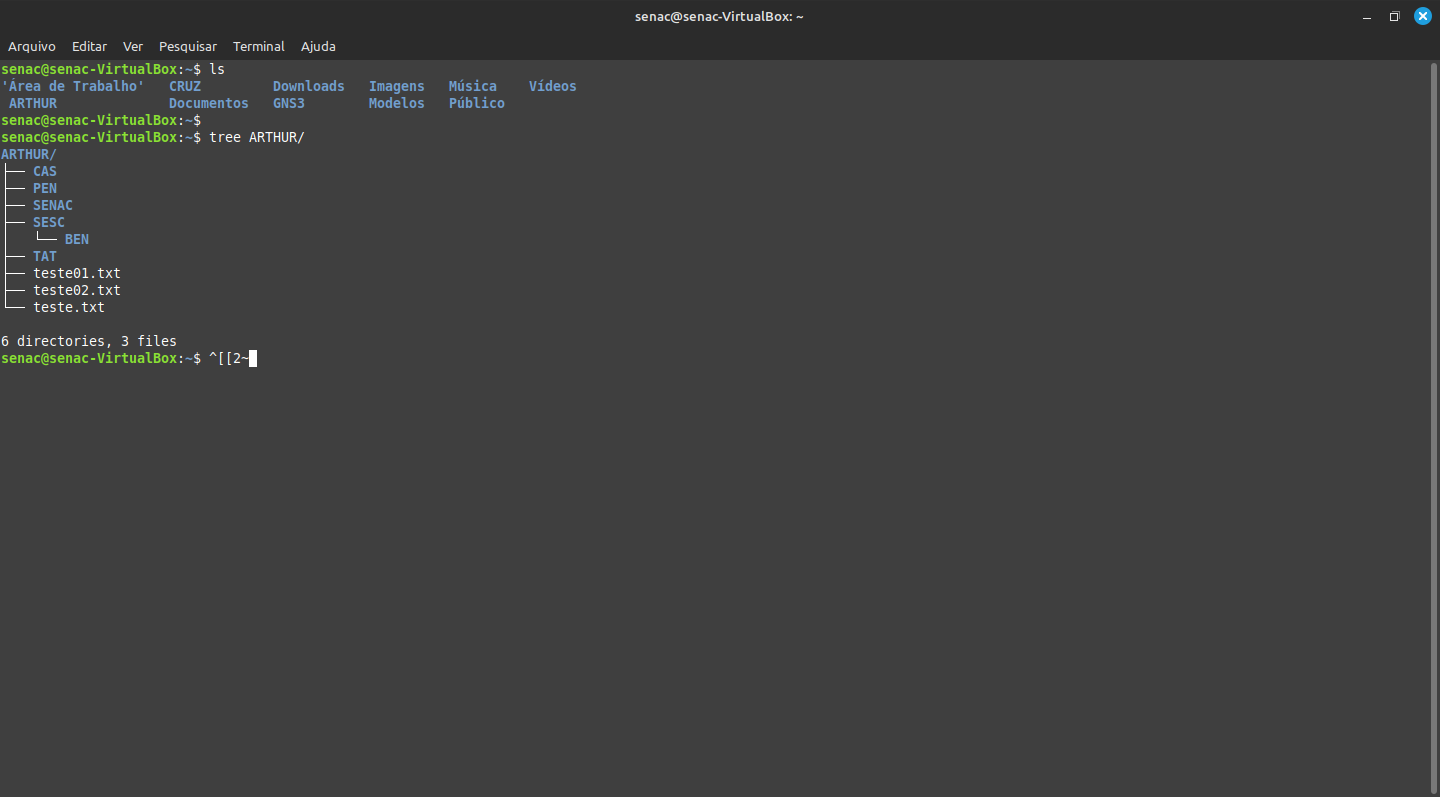 senac@senac-VirtualBox: ~
Arquivo Editar Ver Pesquisar Terminal Ajuda
senac@senac-VirtualBox:~$ ls
'Área de Trabalho'   CRUZ         Downloads   Imagens   Música    Vídeos
 ARTHUR              Documentos   GNS3        Modelos   Público
senac@senac-VirtualBox:~$
senac@senac-VirtualBox:~$ tree ARTHUR/
ARTHUR/
├── CAS
├── PEN
├── SENAC
├── SESC
│   └── BEN
├── TAT
├── teste01.txt
├── teste02.txt
└── teste.txt

6 directories, 3 files
senac@senac-VirtualBox:~$ ^[[2~